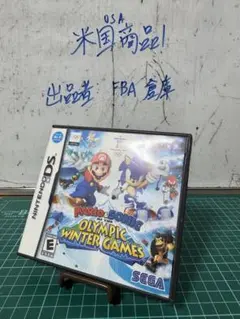 USA
米国商品
出品者 FBA 倉庫
NINTENDO DS
MARIO & SONIC
OLYMPIC
WINTER GAMES
E
SEGA